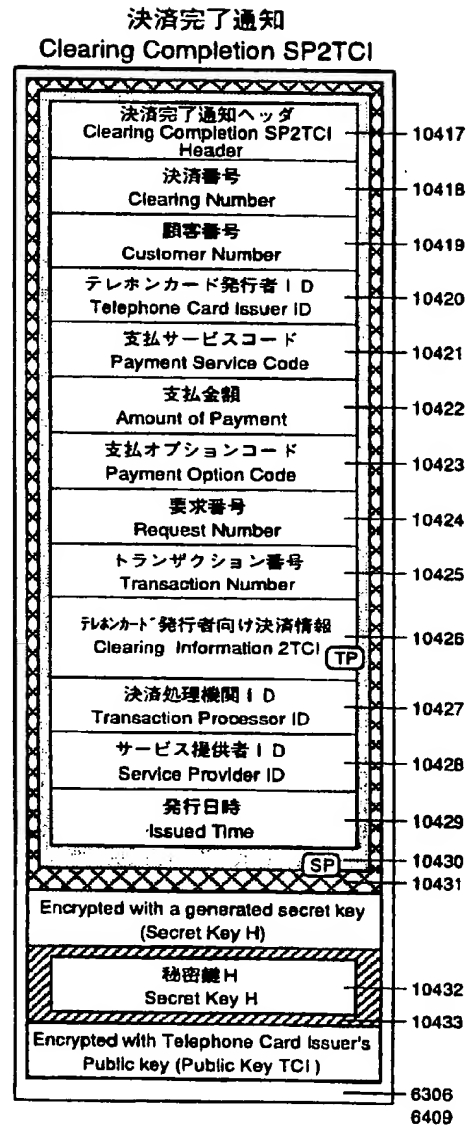 決済完了通知
Clearing Completion SP2TCI
決済完了通知ヘッダ
Clearing Completion SP2TCI
Header
10417
決済番号
Clearing Number
10418
顧客番号
Customer Number
10419
テレホンカード発行者ID
Telephone Card Issuer ID
10420
支払サービスコード
Payment Service Code
10421
支払金額
Amount of Payment
10422
支払オプションコード
Payment Option Code
10423
要求番号
Request Number
10424
トランザクション番号
Transaction Number
10425
テレホンカード発行者向け決済情報
Clearing Information 2TCI
TP
10426
決済処理機関ID
Transaction Processor ID
10427
サービス提供者ID
Service Provider ID
10428
発行日時
Issued Time
10429
SP
10430
10431
Encrypted with a generated secret key
(Secret Key H)
秘密鍵H
Secret Key H
10432
10433
Encrypted with Telephone Card Issuer's
Public key (Public Key TCI)
6306
6409